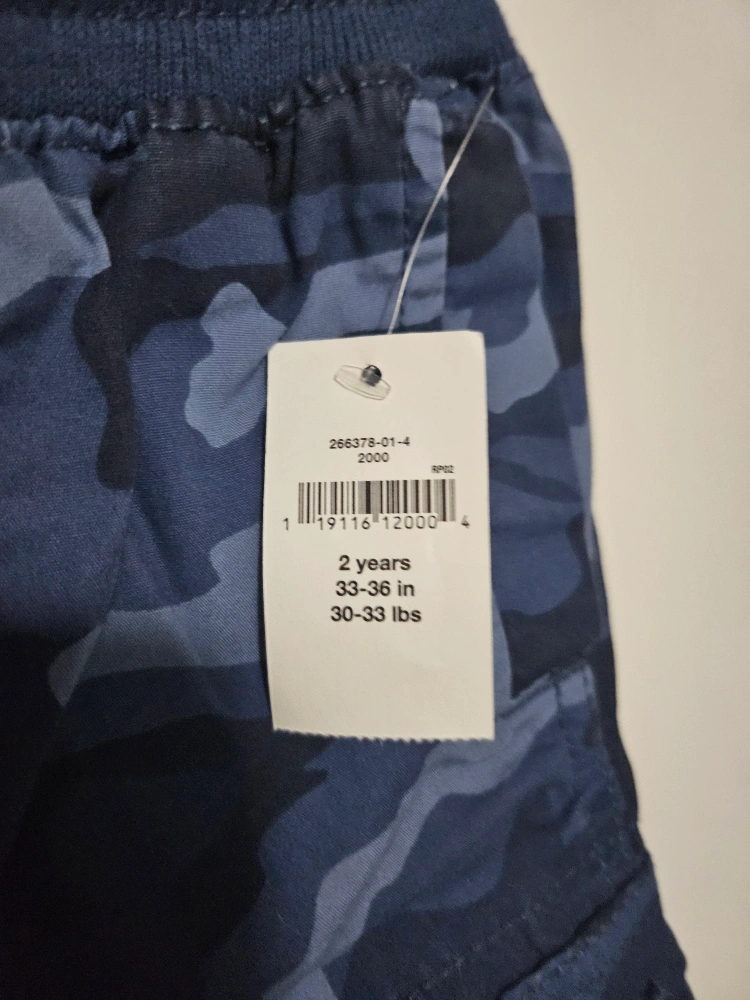 266378-01-4
2000
RP02
1 19116 12000 4
2 years
33-36 in
30-33 lbs